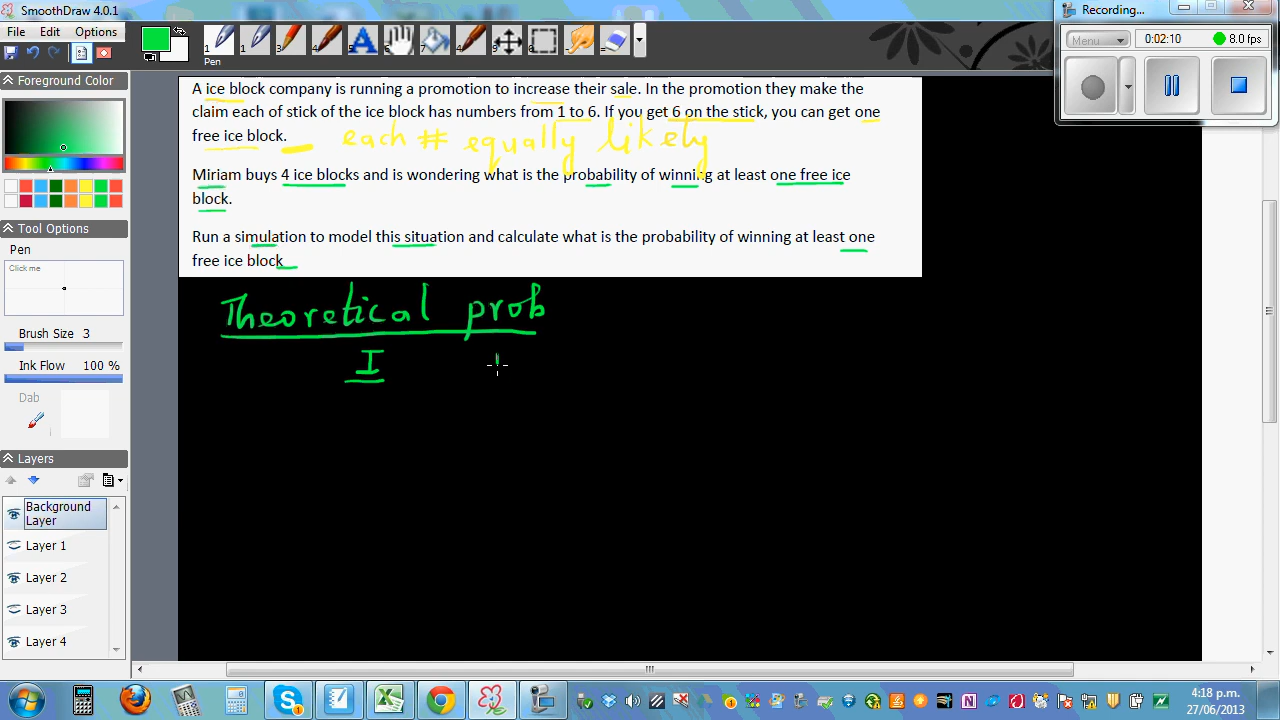 SmoothDraw 4.0.1
Recording...
File Edit Options
Menu
0:02:10
8.0 fps
Pen
Foreground Color
A ice block company is running a promotion to increase their sale. In the promotion they make the
claim each of stick of the ice block has numbers from 1 to 6. If you get 6 on the stick, you can get one
free ice block.
each # equally likely
Miriam buys 4 ice blocks and is wondering what is the probability of winning at least one free ice
block.
Run a simulation to model this situation and calculate what is the probability of winning at least one
free ice block
Theoretical prob
I
Tool Options
Pen
Click me
Brush Size 3
Ink Flow 100 %
Dab
Layers
Background
Layer
Layer 1
Layer 2
Layer 3
Layer 4
4:18 p.m.
27/06/2013